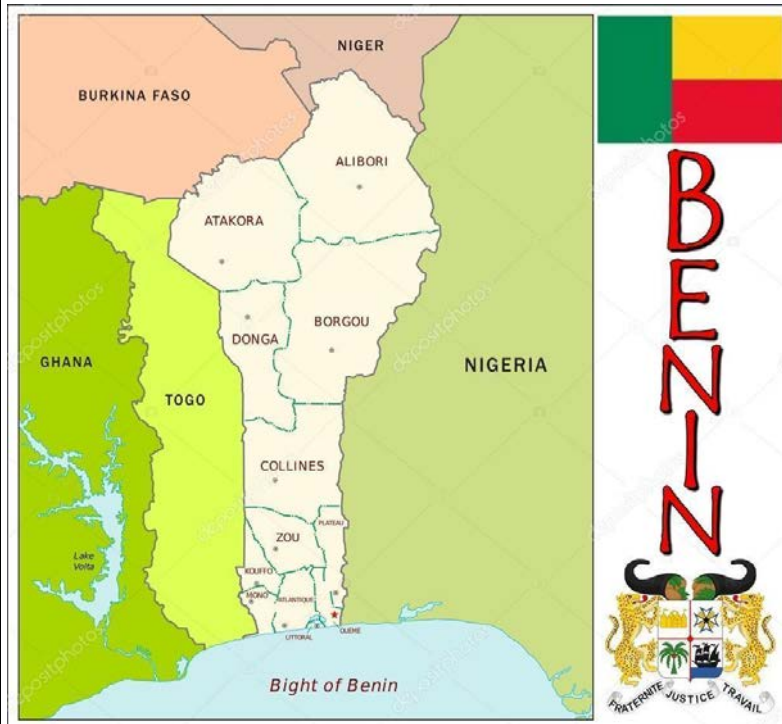 NIGER
BURKINA FASO
ALIBORI
ATAKORA
BORGOU
DONGA
GHANA
TOGO
NIGERIA
COLLINES
PLATEAU
ZOU
Lake
Volta
KOUFFO
MONO
ATLANTIQUE
LITTORAL
OUEME
Bight of Benin
BENIN
FRATERNITE JUSTICE TRAVAIL
depositphotos